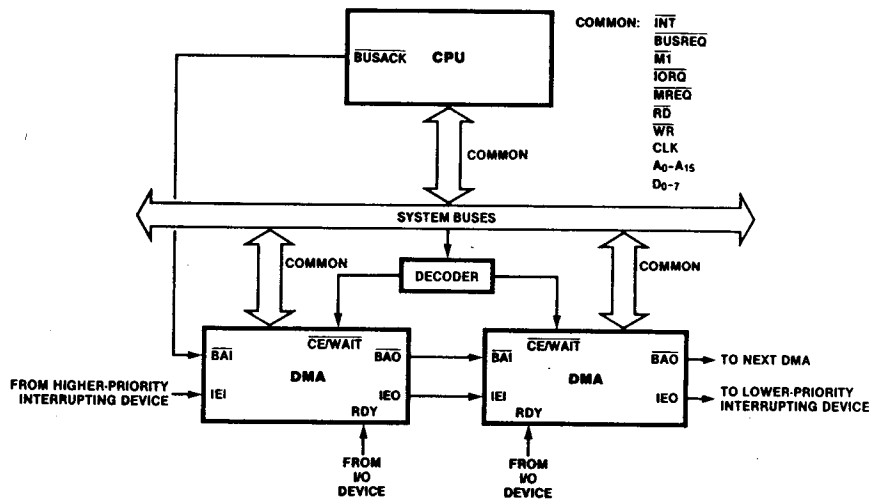 COMMON: INT
BUSREQ
M1
IORQ
MREQ
RD
WR
CLK
A0-A15
D0-7
BUSACK CPU
COMMON
SYSTEM BUSES
COMMON
COMMON
DECODER
CE/WAIT
BAI
BAO
DMA
IEI
IEO
RDY
CE/WAIT
BAI
BAO
DMA
IEI
IEO
RDY
FROM HIGHER-PRIORITY
INTERRUPTING DEVICE
TO NEXT DMA
TO LOWER-PRIORITY
INTERRUPTING DEVICE
FROM
I/O
DEVICE
FROM
I/O
DEVICE